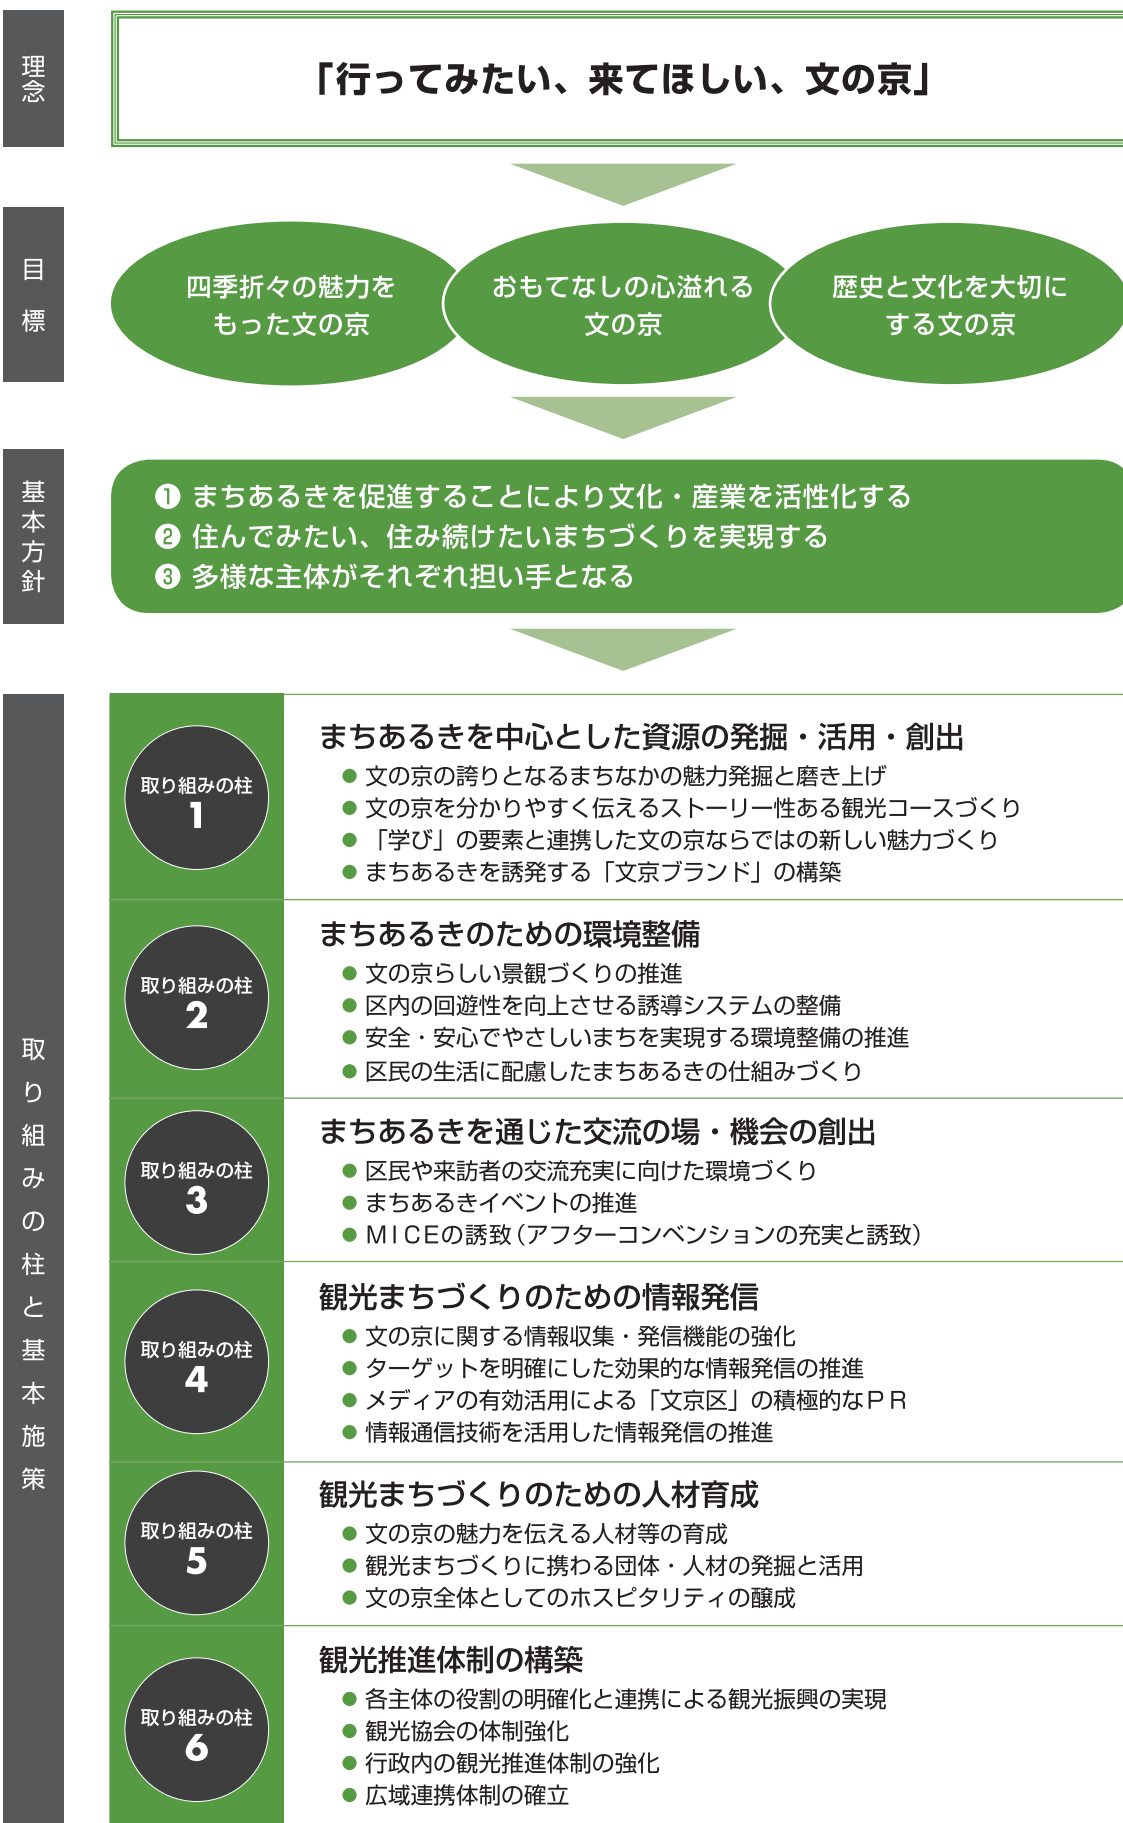 理念
「行ってみたい、来てほしい、文の京」
目標
四季折々の魅力を
もった文の京
おもてなしの心溢れる
文の京
歴史と文化を大切に
する文の京
基本方針
❶ まちあるきを促進することにより文化・産業を活性化する
❷ 住んでみたい、住み続けたいまちづくりを実現する
❸ 多様な主体がそれぞれ担い手となる
取り組みの柱と基本施策
取り組みの柱
1
まちあるきを中心とした資源の発掘・活用・創出
● 文の京の誇りとなるまちなかの魅力発掘と磨き上げ
● 文の京を分かりやすく伝えるストーリー性ある観光コースづくり
● 「学び」の要素と連携した文の京ならではの新しい魅力づくり
● まちあるきを誘発する「文京ブランド」の構築
取り組みの柱
2
まちあるきのための環境整備
● 文の京らしい景観づくりの推進
● 区内の回遊性を向上させる誘導システムの整備
● 安全・安心でやさしいまちを実現する環境整備の推進
● 区民の生活に配慮したまちあるきの仕組みづくり
取り組みの柱
3
まちあるきを通じた交流の場・機会の創出
● 区民や来訪者の交流充実に向けた環境づくり
● まちあるきイベントの推進
● MICEの誘致(アフターコンベンションの充実と誘致)
取り組みの柱
4
観光まちづくりのための情報発信
● 文の京に関する情報収集・発信機能の強化
● ターゲットを明確にした効果的な情報発信の推進
● メディアの有効活用による「文京区」の積極的なPR
● 情報通信技術を活用した情報発信の推進
取り組みの柱
5
観光まちづくりのための人材育成
● 文の京の魅力を伝える人材等の育成
● 観光まちづくりに携わる団体・人材の発掘と活用
● 文の京全体としてのホスピタリティの醸成
取り組みの柱
6
観光推進体制の構築
● 各主体の役割の明確化と連携による観光振興の実現
● 観光協会の体制強化
● 行政内の観光推進体制の強化
● 広域連携体制の確立